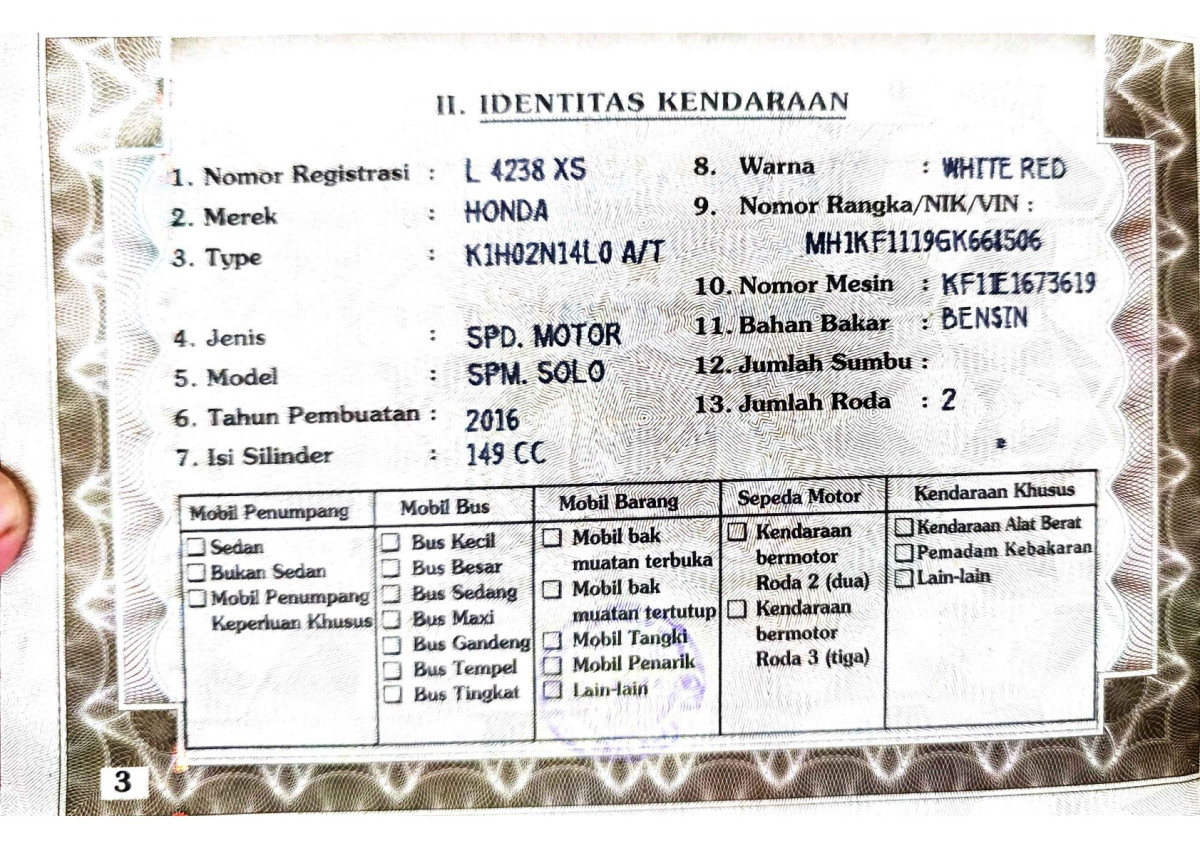 II. IDENTITAS KENDARAAN
1. Nomor Registrasi : L 4238 XS
2. Merek : HONDA
3. Type : K1H02N14L0 A/T
4. Jenis : SPD. MOTOR
5. Model : SPM. SOLO
6. Tahun Pembuatan : 2016
7. Isi Silinder : 149 CC
8. Warna : WHITE RED
9. Nomor Rangka/NIK/VIN :
MH1KF1119GK661506
10. Nomor Mesin : KF11E1673619
11. Bahan Bakar : BENSIN
12. Jumlah Sumbu :
13. Jumlah Roda : 2
Mobil Penumpang
Sedan
Bukan Sedan
Mobil Penumpang
Keperluan Khusus
Mobil Bus
Bus Kecil
Bus Besar
Bus Sedang
Bus Maxi
Bus Gandeng
Bus Tempel
Bus Tingkat
Mobil Barang
Mobil bak
muatan terbuka
Mobil bak
muatan tertutup
Mobil Tangki
Mobil Penarik
Lain-lain
Sepeda Motor
Kendaraan
bermotor
Roda 2 (dua)
Kendaraan
bermotor
Roda 3 (tiga)
Kendaraan Khusus
Kendaraan Alat Berat
Pemadam Kebakaran
Lain-lain
3